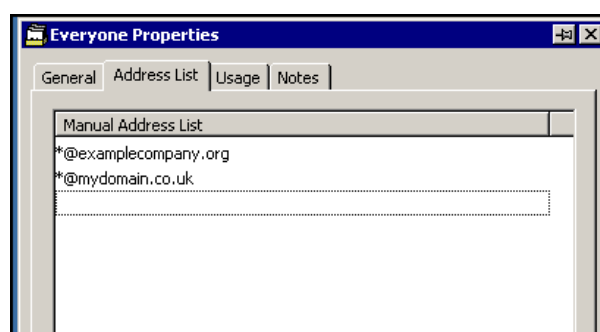 Everyone Properties
General Address List Usage Notes
Manual Address List
*@examplecompany.org
*@mydomain.co.uk